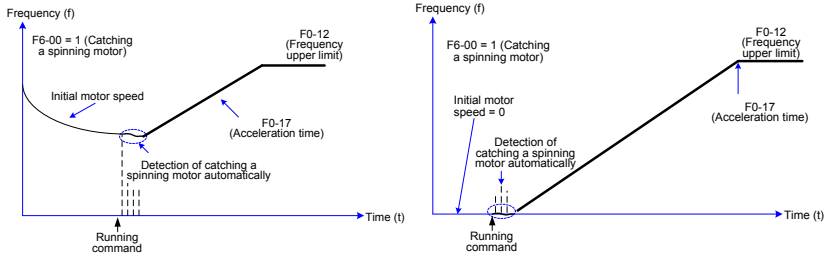 Frequency (f)
F6-00 = 1 (Catching
a spinning motor)
F0-12
(Frequency
upper limit)
Initial motor speed
F0-17
(Acceleration time)
Detection of catching a
spinning motor automatically
Time (t)
Running
command
Frequency (f)
F6-00 = 1 (Catching
a spinning motor)
F0-12
(Frequency
upper limit)
Initial motor
speed = 0
F0-17
(Acceleration time)
Detection of
catching a spinning
motor automatically
Time (t)
Running
command